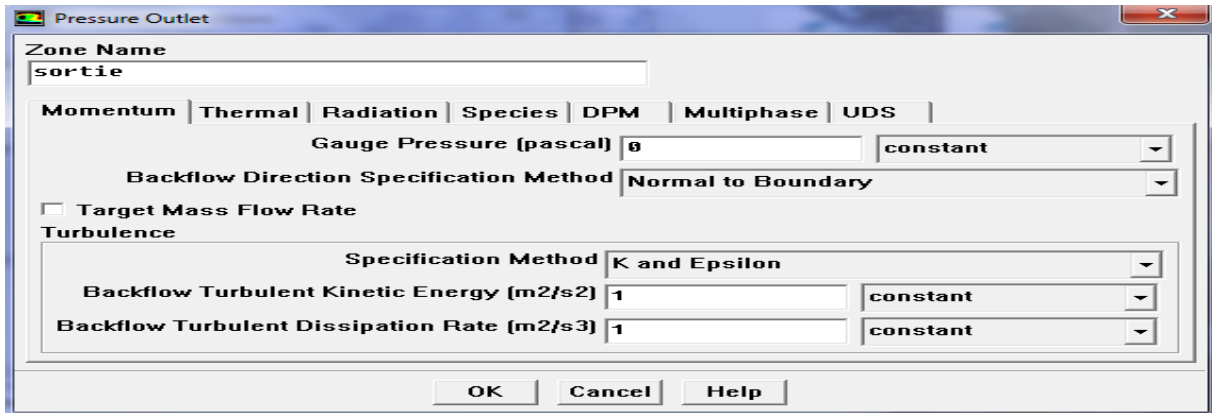 Pressure Outlet
Zone Name
sortie
Momentum Thermal Radiation Species DPM Multiphase UDS
Gauge Pressure (pascal) 0 constant
Backflow Direction Specification Method Normal to Boundary
Target Mass Flow Rate
Turbulence
Specification Method K and Epsilon
Backflow Turbulent Kinetic Energy (m2/s2) 1 constant
Backflow Turbulent Dissipation Rate (m2/s3) 1 constant
OK Cancel Help